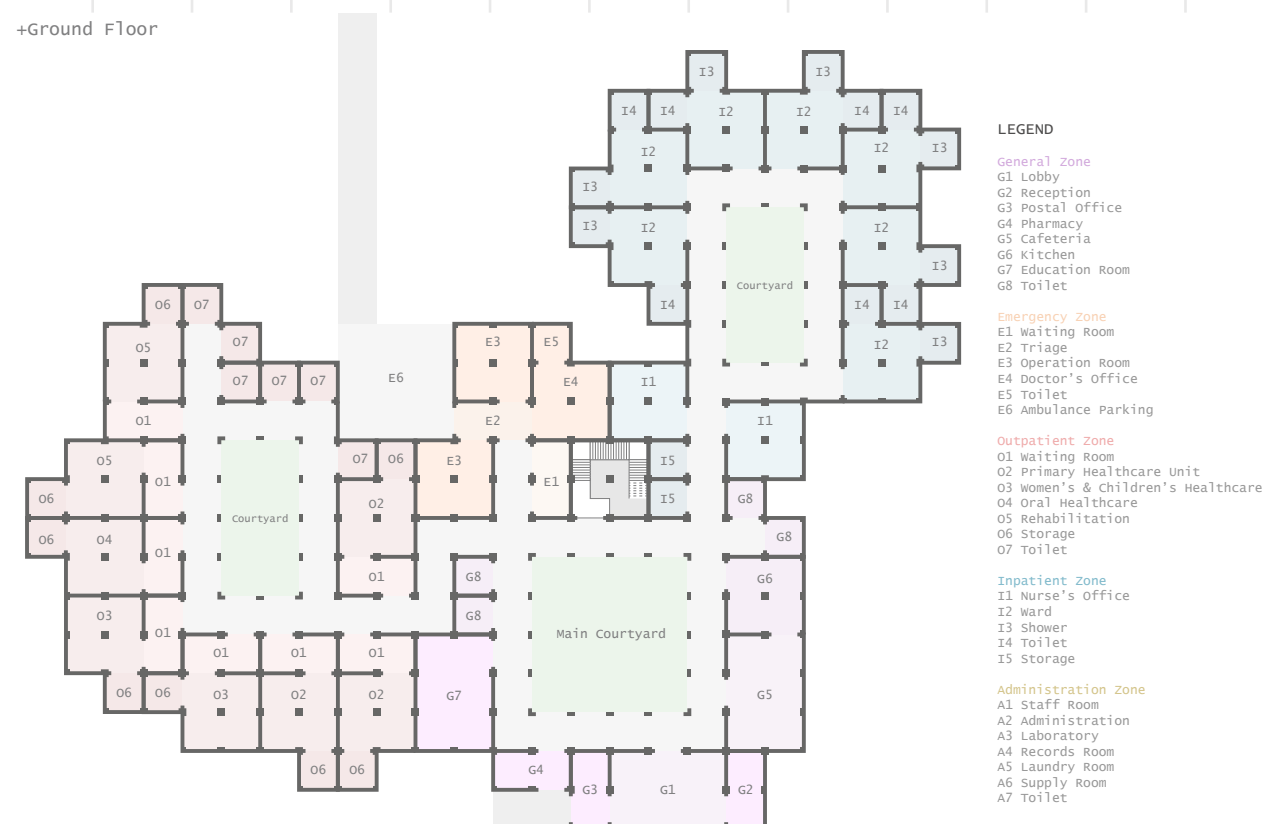 +Ground Floor
I3 I3
I4 I4 I2 I2 I4 I4
I2 I2 I3
I3
I3 I2 I2
I3
Courtyard
O6 O7 I4 I4 I4
O5 O7 E3 E5 I2 I3
O7 O7 O7 E6 E4 I1
O1 E2 I1
O5 O7 O6 E3 I5
O1 E1
O6 O2 I5 G8
Courtyard
O6 O4 G8
O1
O1 G8 G6
O3 G8
O1 Main Courtyard
O1 O1 O1
O6 O6 O3 O2 O2 G7 G5
O6 O6 G4
G3 G1 G2
LEGEND
General Zone
G1 Lobby
G2 Reception
G3 Postal Office
G4 Pharmacy
G5 Cafeteria
G6 Kitchen
G7 Education Room
G8 Toilet
Emergency Zone
E1 Waiting Room
E2 Triage
E3 Operation Room
E4 Doctor's Office
E5 Toilet
E6 Ambulance Parking
Outpatient Zone
O1 Waiting Room
O2 Primary Healthcare Unit
O3 Women's & Children's Healthcare
O4 Oral Healthcare
O5 Rehabilitation
O6 Storage
O7 Toilet
Inpatient Zone
I1 Nurse's Office
I2 Ward
I3 Shower
I4 Toilet
I5 Storage
Administration Zone
A1 Staff Room
A2 Administration
A3 Laboratory
A4 Records Room
A5 Laundry Room
A6 Supply Room
A7 Toilet